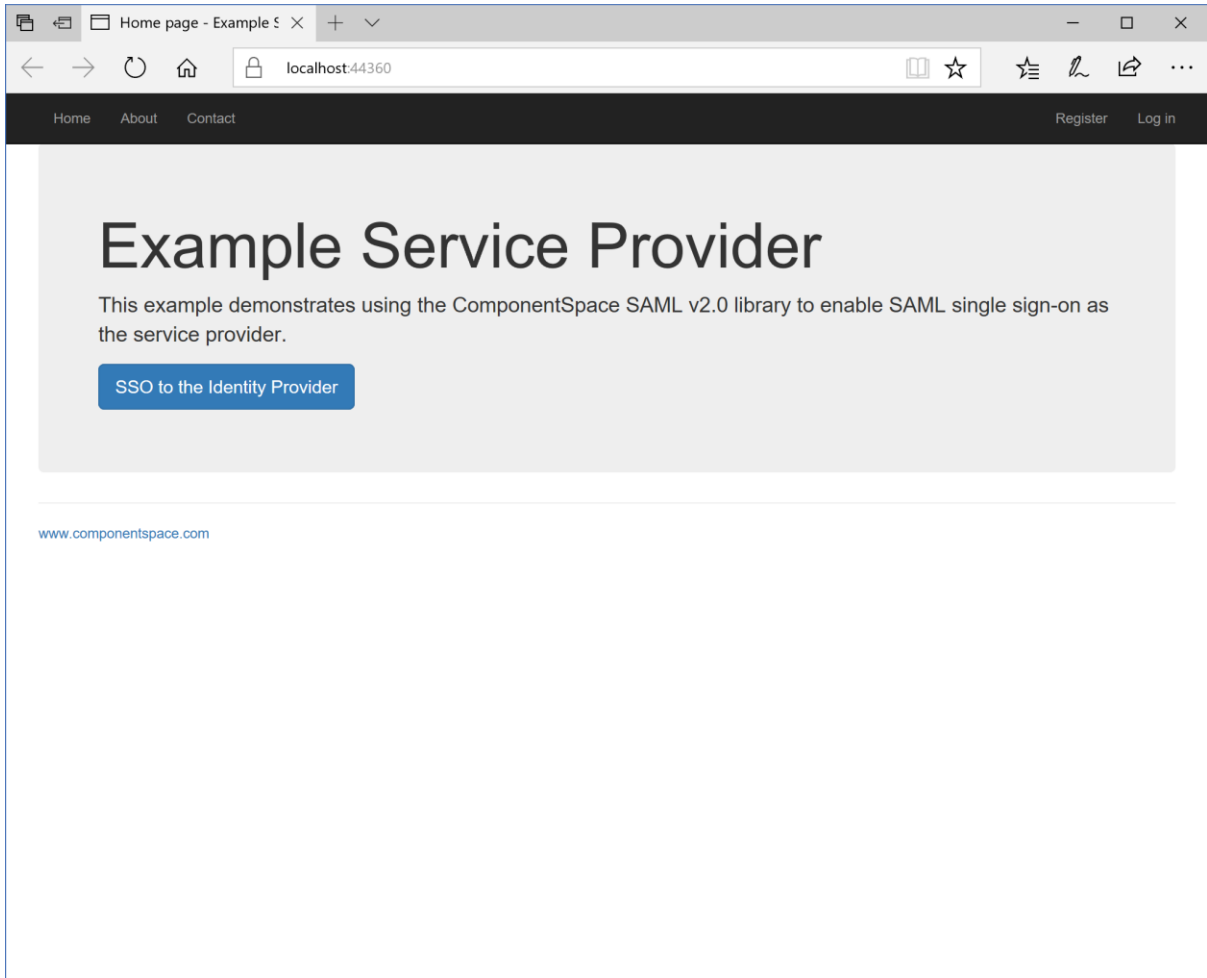 Home page - Example S
localhost:44360
Home About Contact Register Log in
Example Service Provider
This example demonstrates using the ComponentSpace SAML v2.0 library to enable SAML single sign-on as
the service provider.
SSO to the Identity Provider
www.componentspace.com